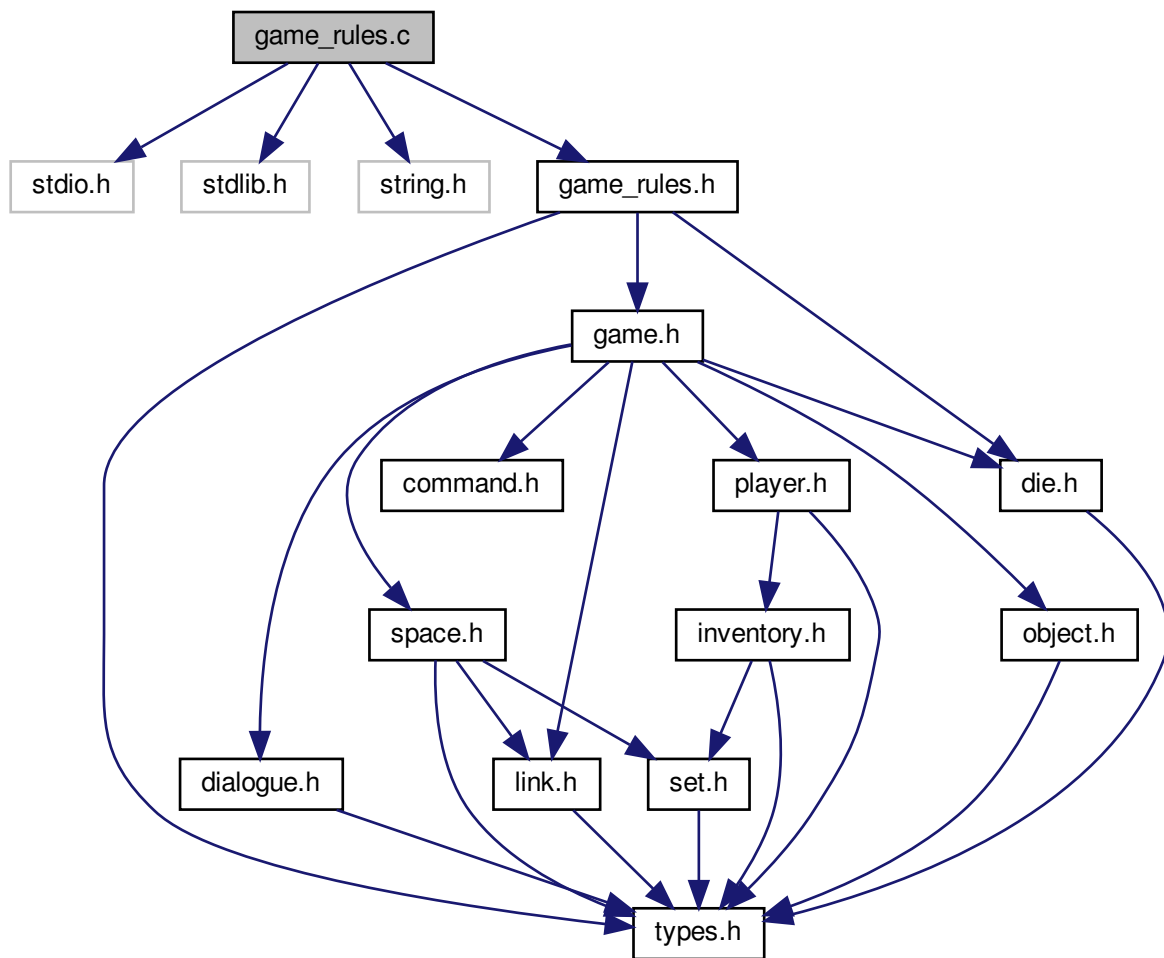 game_rules.c
stdio.h
stdlib.h
string.h
game_rules.h
game.h
command.h
player.h
die.h
space.h
inventory.h
object.h
dialogue.h
link.h
set.h
types.h